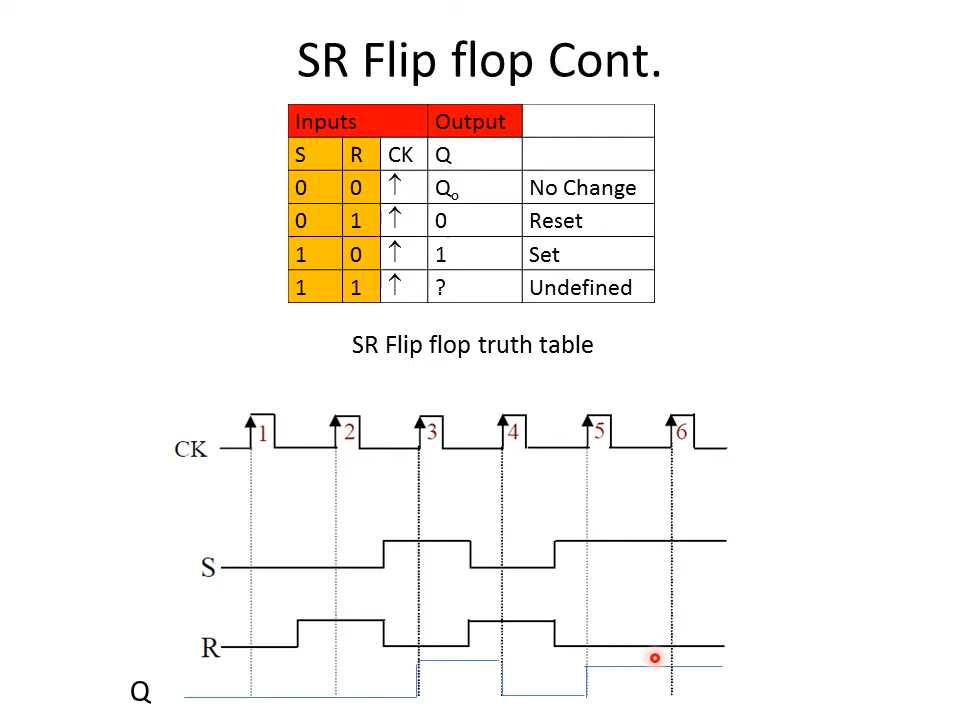 SR Flip flop Cont.
Inputs Output
S R CK Q
0 0 ↑ Qo No Change
0 1 ↑ 0 Reset
1 0 ↑ 1 Set
1 1 ↑ ? Undefined
SR Flip flop truth table
CK 1 2 3 4 5 6
S
R
Q